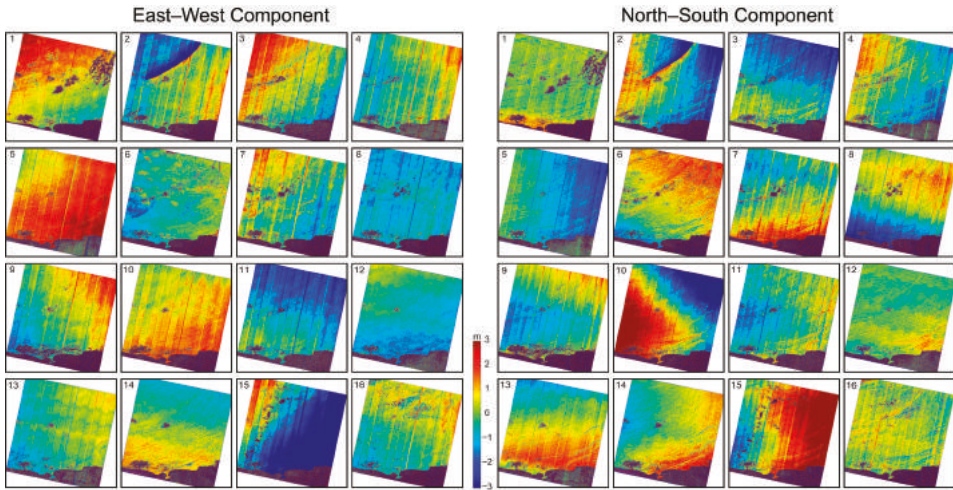 East–West Component
North–South Component
1 2 3 4
1 2 3 4
5 6 7 6
5 6 7 8
9 10 11 12
9 10 11 12
m
3
2
1
0
−1
−2
−3
13 14 15 16
13 14 15 16